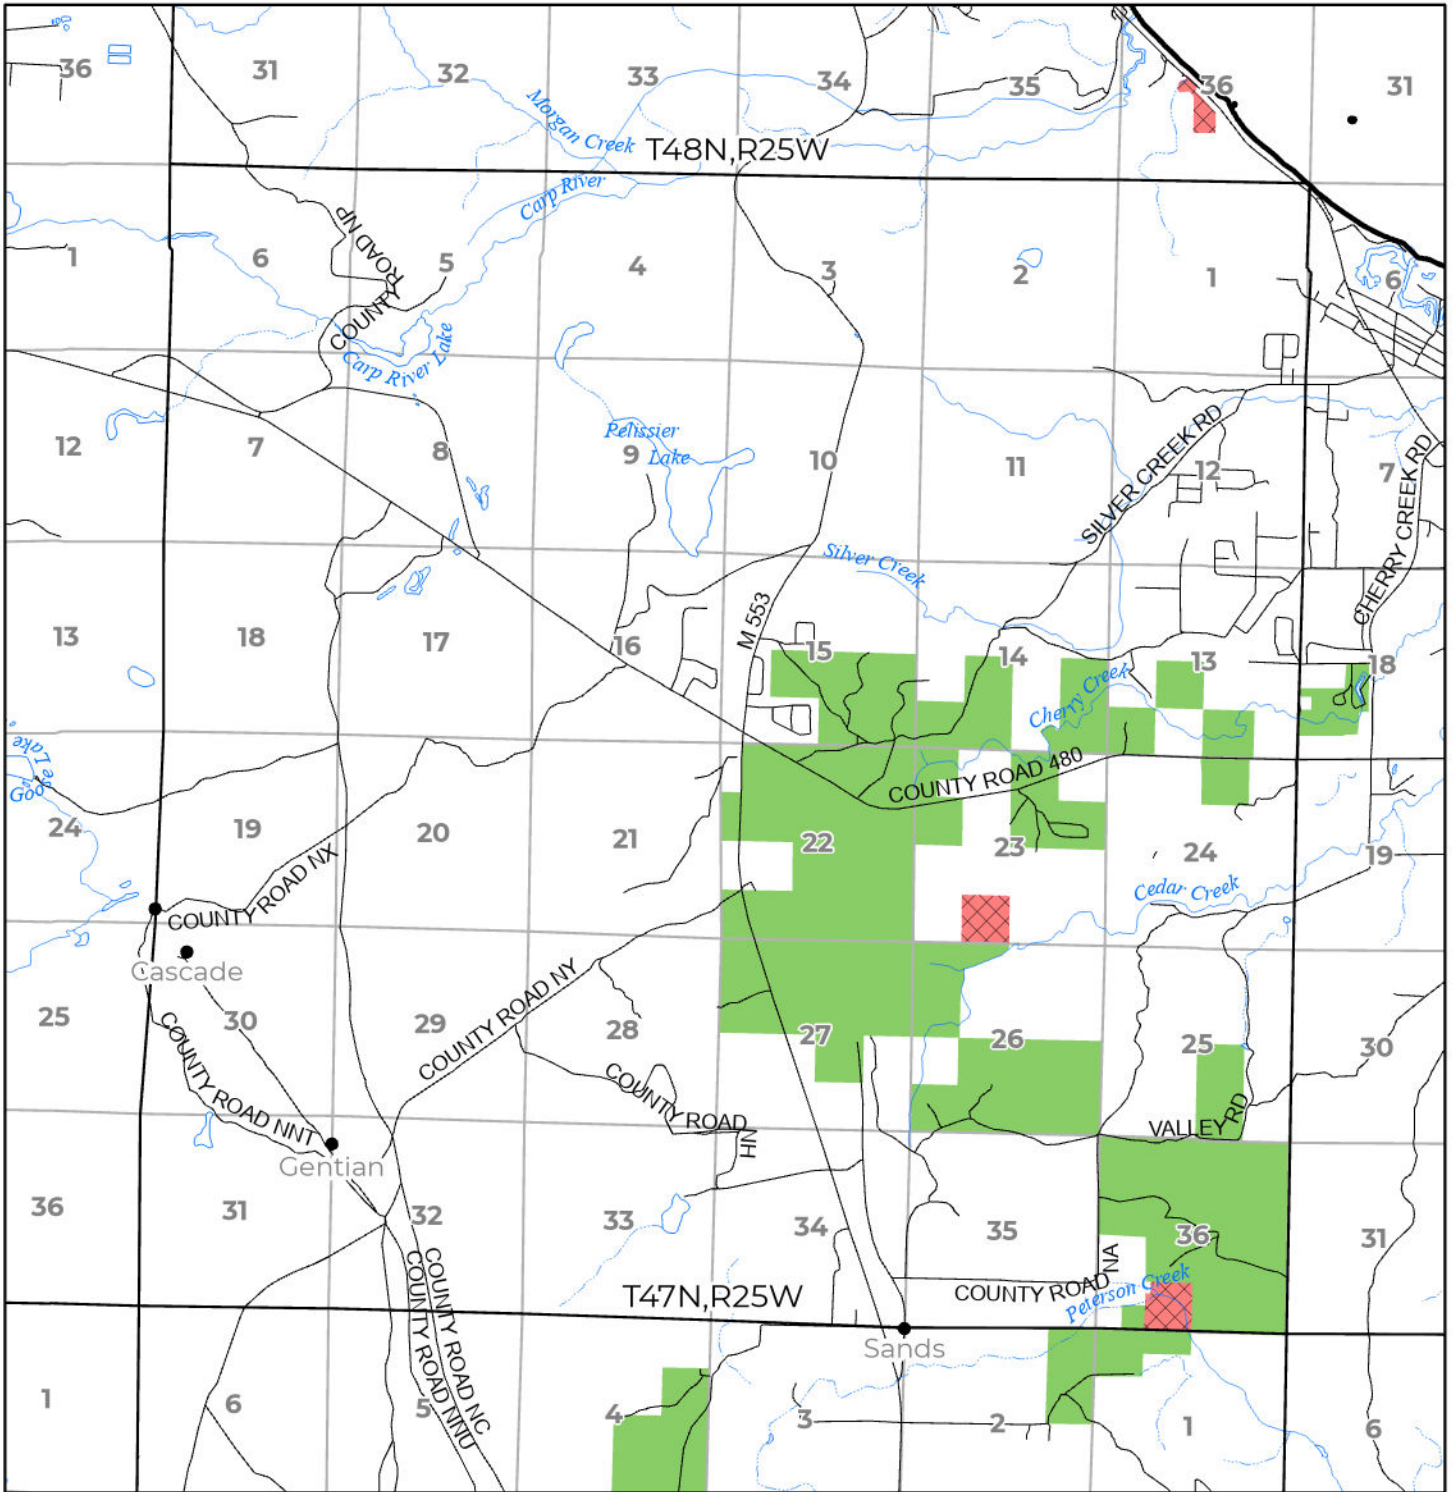 36 31 32 33 34 35 36 31
Morgan Creek
T48N,R25W
Carp River
COUNTY ROAD NP
1 6 5 4 3 2 1 6
Carp River Lake
SILVER CREEK RD
Pelissier Lake
12 7 8 9 10 11 12 7
CHERRY CREEK RD
Silver Creek
M 553
13 18 17 16 15 14 13 18
Cherry Creek
Goose Lake
COUNTY ROAD 480
24 19 20 21 22 23 24 19
COUNTY ROAD NX
Cedar Creek
Cascade
COUNTY ROAD NY
25 30 29 28 27 26 25 30
COUNTY ROAD NNT
COUNTY ROAD NH
VALLEY RD
Gentian
36 31 32 33 34 35 36 31
COUNTY ROAD NA
Peterson Creek
T47N,R25W
Sands
COUNTY ROAD NC
COUNTY ROAD NNU
1 6 5 4 3 2 1 6